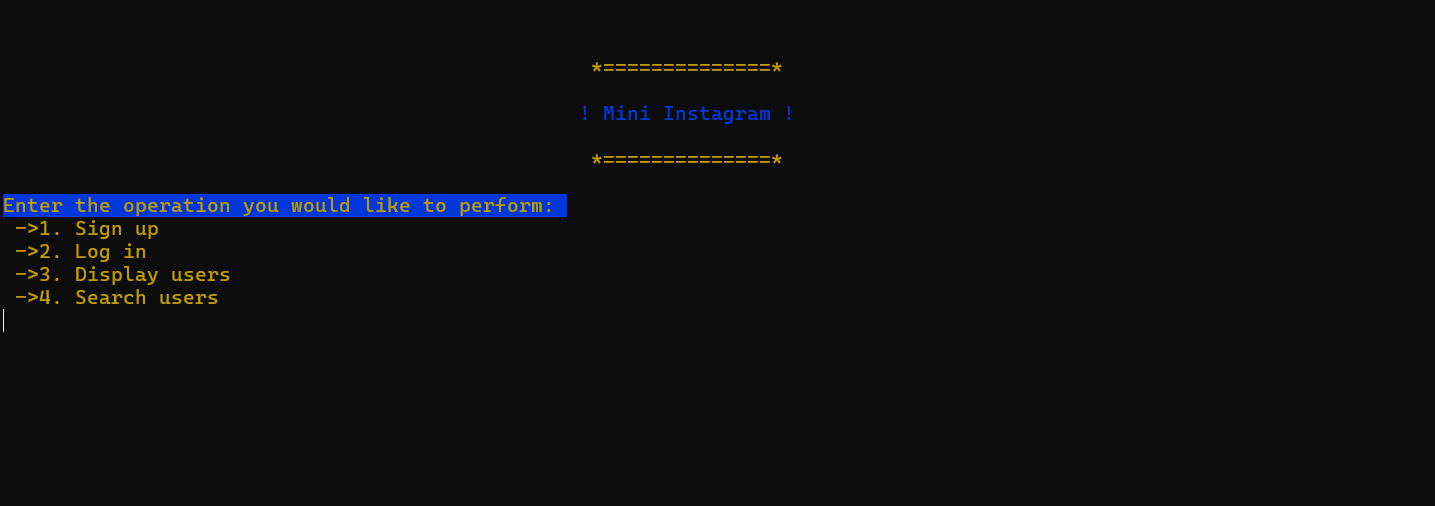 *==============*
! Mini Instagram !
*==============*
Enter the operation you would like to perform:
->1. Sign up
->2. Log in
->3. Display users
->4. Search users